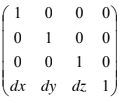 1 0 0 0
0 1 0 0
0 0 1 0
dx dy dz 1